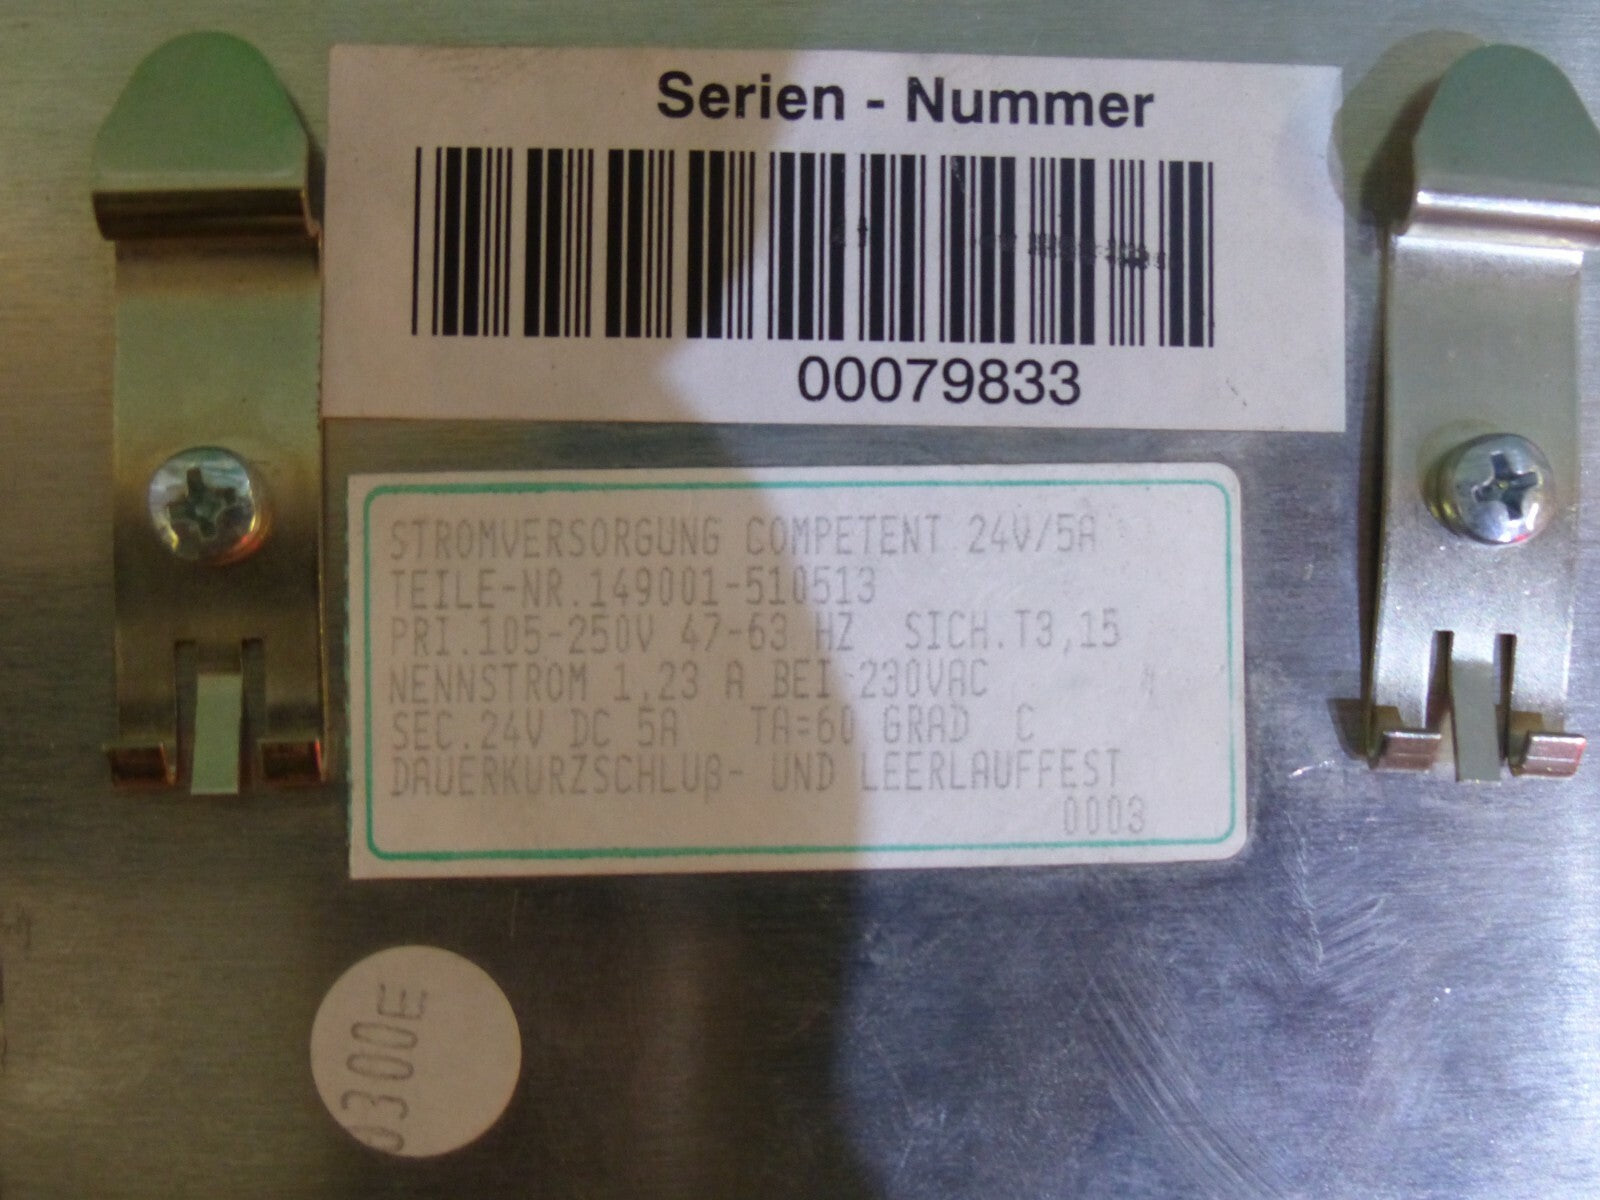 Serien - Nummer
00079833
STROMVERSORGUNG COMPETENT 24V/5A
TEILE-NR.149001-510513
PRI.105-250V 47-63 HZ SICH.T3,15
NENNSTROM 1,23 A BEI 230VAC
SEC.24V DC 5A TA=60 GRAD C
DAUERKURZSCHLUß- UND LEERLAUFFEST
0003
0300E